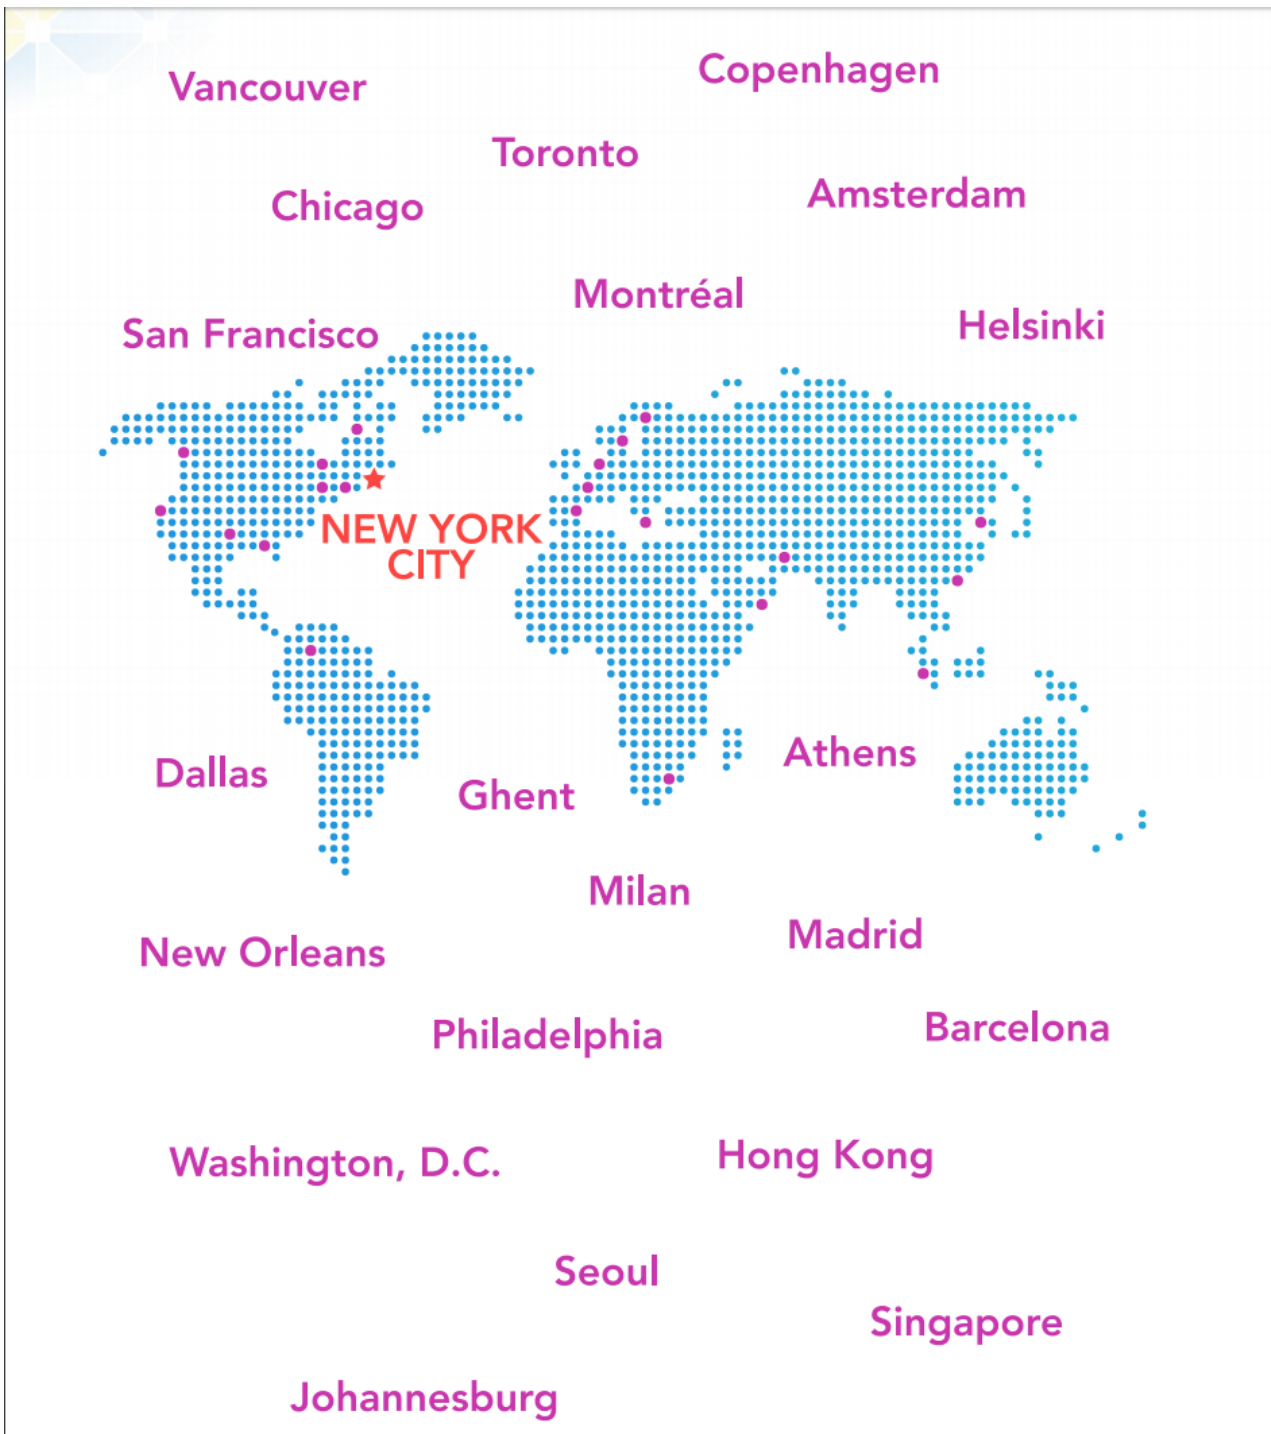 Copenhagen
Vancouver
Toronto
Amsterdam
Chicago
Montréal
Helsinki
San Francisco
NEW YORK
CITY
Athens
Dallas
Ghent
Milan
Madrid
New Orleans
Barcelona
Philadelphia
Hong Kong
Washington, D.C.
Seoul
Singapore
Johannesburg